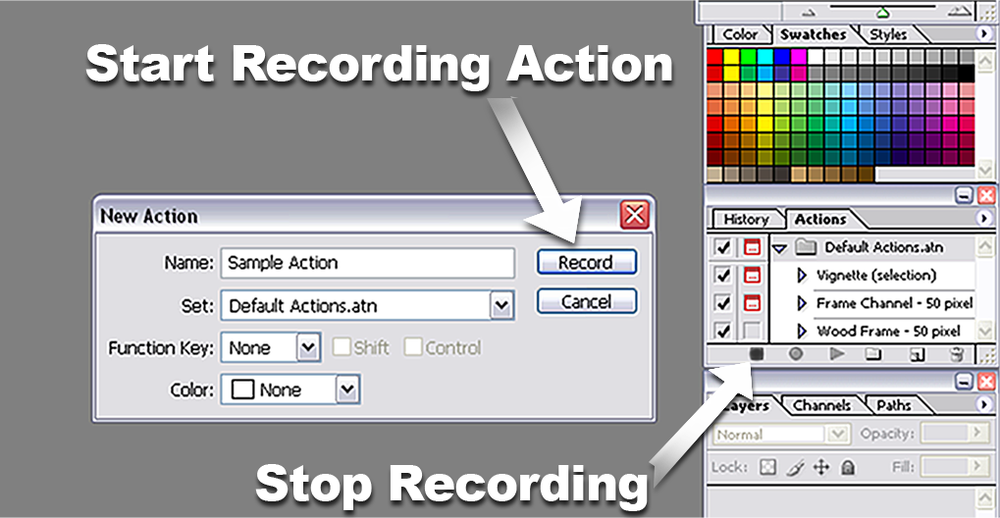 Start Recording Action
Color Swatches Styles
New Action
Name: Sample Action
Record
Set: Default Actions.atn
Cancel
Function Key: None Shift Control
Color: None
History Actions
Default Actions.atn
Vignette (selection)
Frame Channel - 50 pixel
Wood Frame - 50 pixel
Layers Channels Paths
Normal Opacity:
Lock: Fill:
Stop Recording